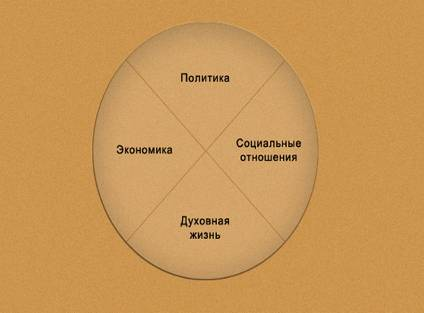 Политика
Экономика
Социальные
отношения
Духовная
жизнь